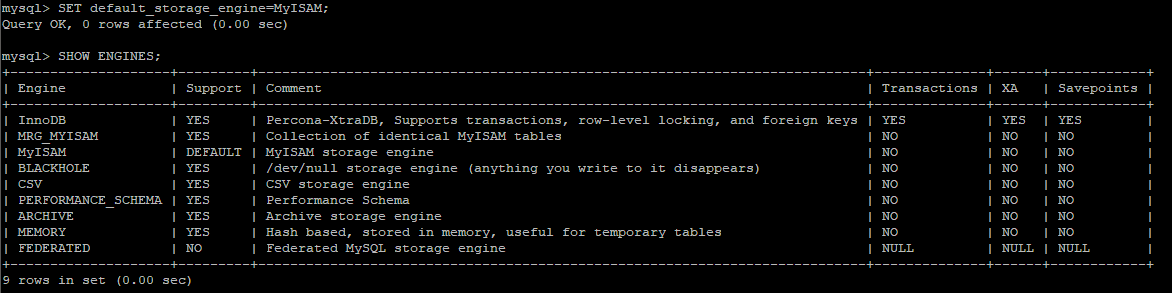 mysql> SET default_storage_engine=MyISAM;
Query OK, 0 rows affected (0.00 sec)

mysql> SHOW ENGINES;
+--------------------+---------+----------------------------------------------------------------------------+--------------+------+------------+
| Engine             | Support | Comment                                                                    | Transactions | XA   | Savepoints |
+--------------------+---------+----------------------------------------------------------------------------+--------------+------+------------+
| InnoDB             | YES     | Percona-XtraDB, Supports transactions, row-level locking, and foreign keys | YES          | YES  | YES        |
| MRG_MYISAM         | YES     | Collection of identical MyISAM tables                                      | NO           | NO   | NO         |
| MyISAM             | DEFAULT | MyISAM storage engine                                                      | NO           | NO   | NO         |
| BLACKHOLE          | YES     | /dev/null storage engine (anything you write to it disappears)             | NO           | NO   | NO         |
| CSV                | YES     | CSV storage engine                                                         | NO           | NO   | NO         |
| PERFORMANCE_SCHEMA | YES     | Performance Schema                                                         | NO           | NO   | NO         |
| ARCHIVE            | YES     | Archive storage engine                                                     | NO           | NO   | NO         |
| MEMORY             | YES     | Hash based, stored in memory, useful for temporary tables                  | NO           | NO   | NO         |
| FEDERATED          | NO      | Federated MySQL storage engine                                             | NULL         | NULL | NULL       |
+--------------------+---------+----------------------------------------------------------------------------+--------------+------+------------+
9 rows in set (0.00 sec)